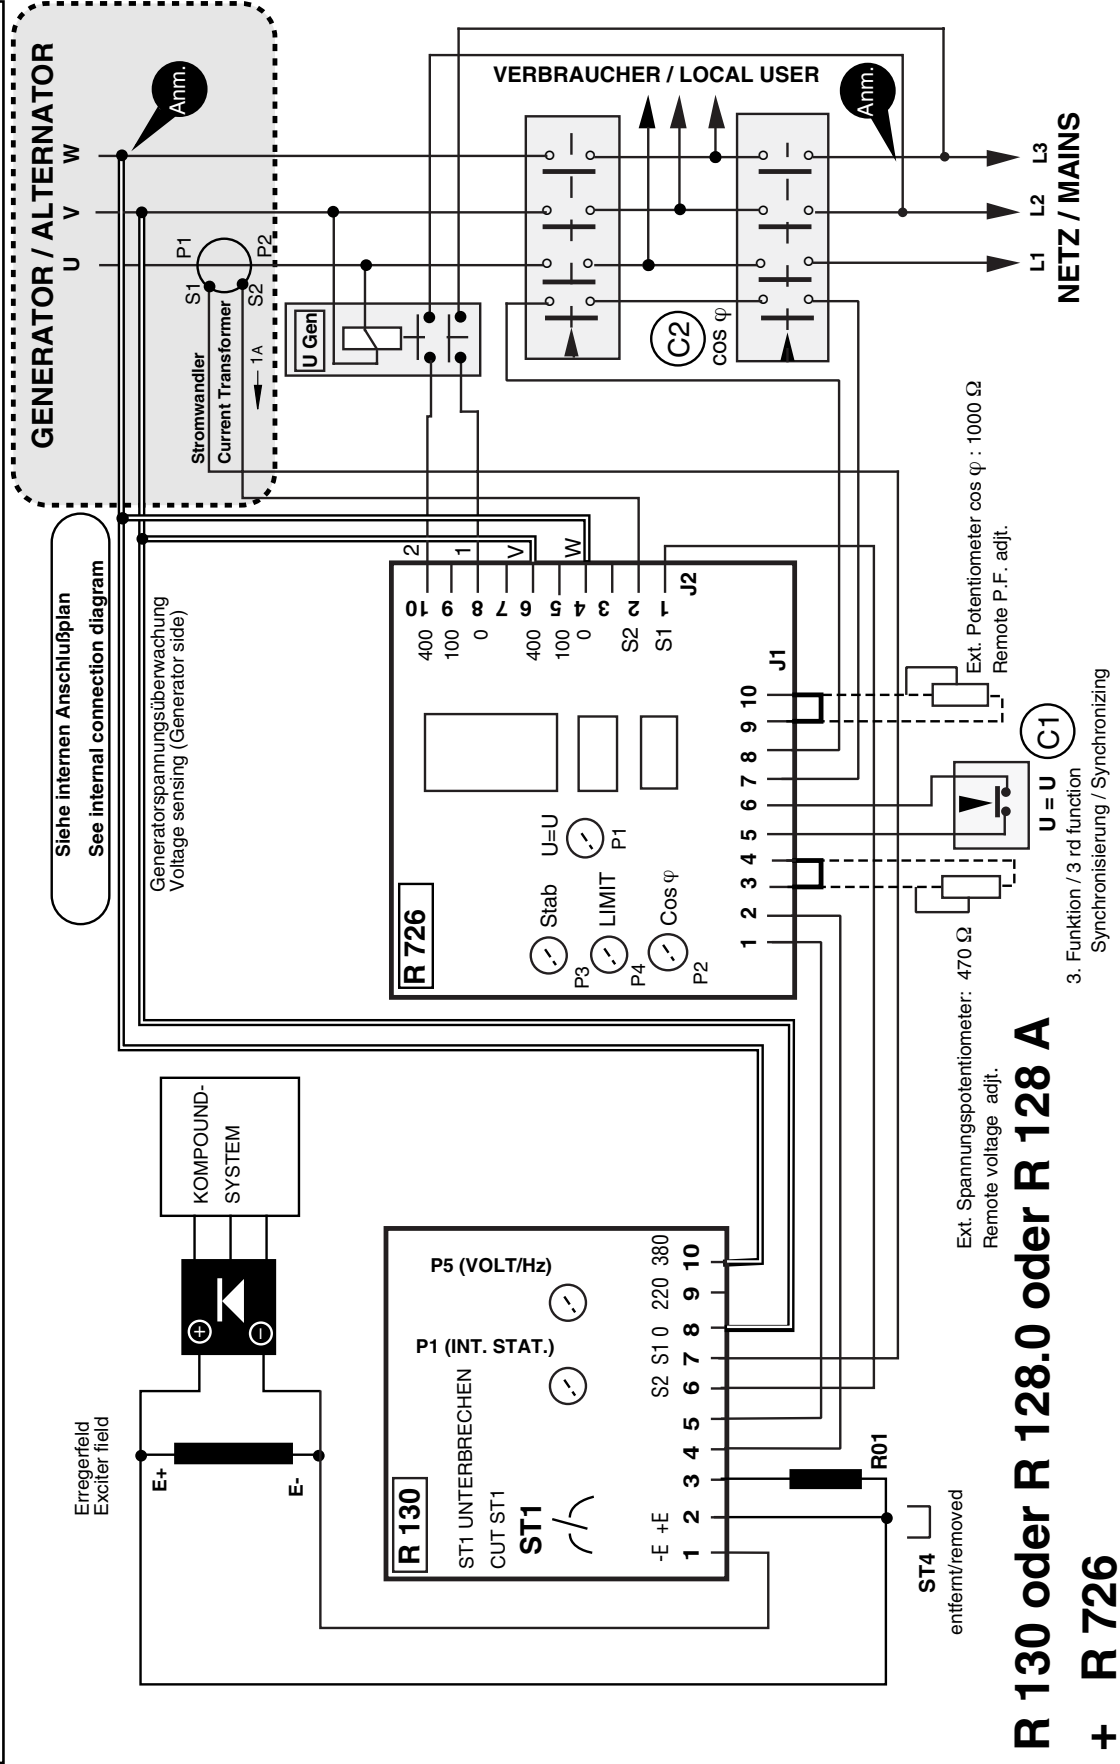 GENERATOR / ALTERNATOR
U
V
W
Anm.
P1
P2
S1
S2
Stromwandler
Current Transformer
1A
Siehe internen Anschlußplan
See internal connection diagram
Generatorspannungsüberwachung
Voltage sensing (Generator side)
U Gen
VERBRAUCHER / LOCAL USER
Anm.
C2
cos φ
L1
L2
L3
NETZ / MAINS
KOMPOUND-
SYSTEM
+
−
Erregerfeld
Exciter field
E+
E-
R 726
Stab
P3
LIMIT
P4
Cos φ
P2
U=U
P1
2
1
V
W
10 9 8 7 6 5 4 3 2 1
400
100
0
400
100
0
S2
S1
J2
J1
1 2 3 4 5 6 7 8 9 10
R 130
ST1 UNTERBRECHEN
CUT ST1
ST1
P1 (INT. STAT.)
P5 (VOLT/Hz)
-E +E S2 S1 0 220 380
1 2 3 4 5 6 7 8 9 10
R01
ST4
entfernt/removed
Ext. Spannungspotentiometer: 470 Ω
Remote voltage adjt.
U = U
C1
3. Funktion / 3 rd function
Synchronisierung / Synchronizing
Ext. Potentiometer cos φ : 1000 Ω
Remote P.F. adjt.
R 130 oder R 128.0 oder R 128 A
+ R 726